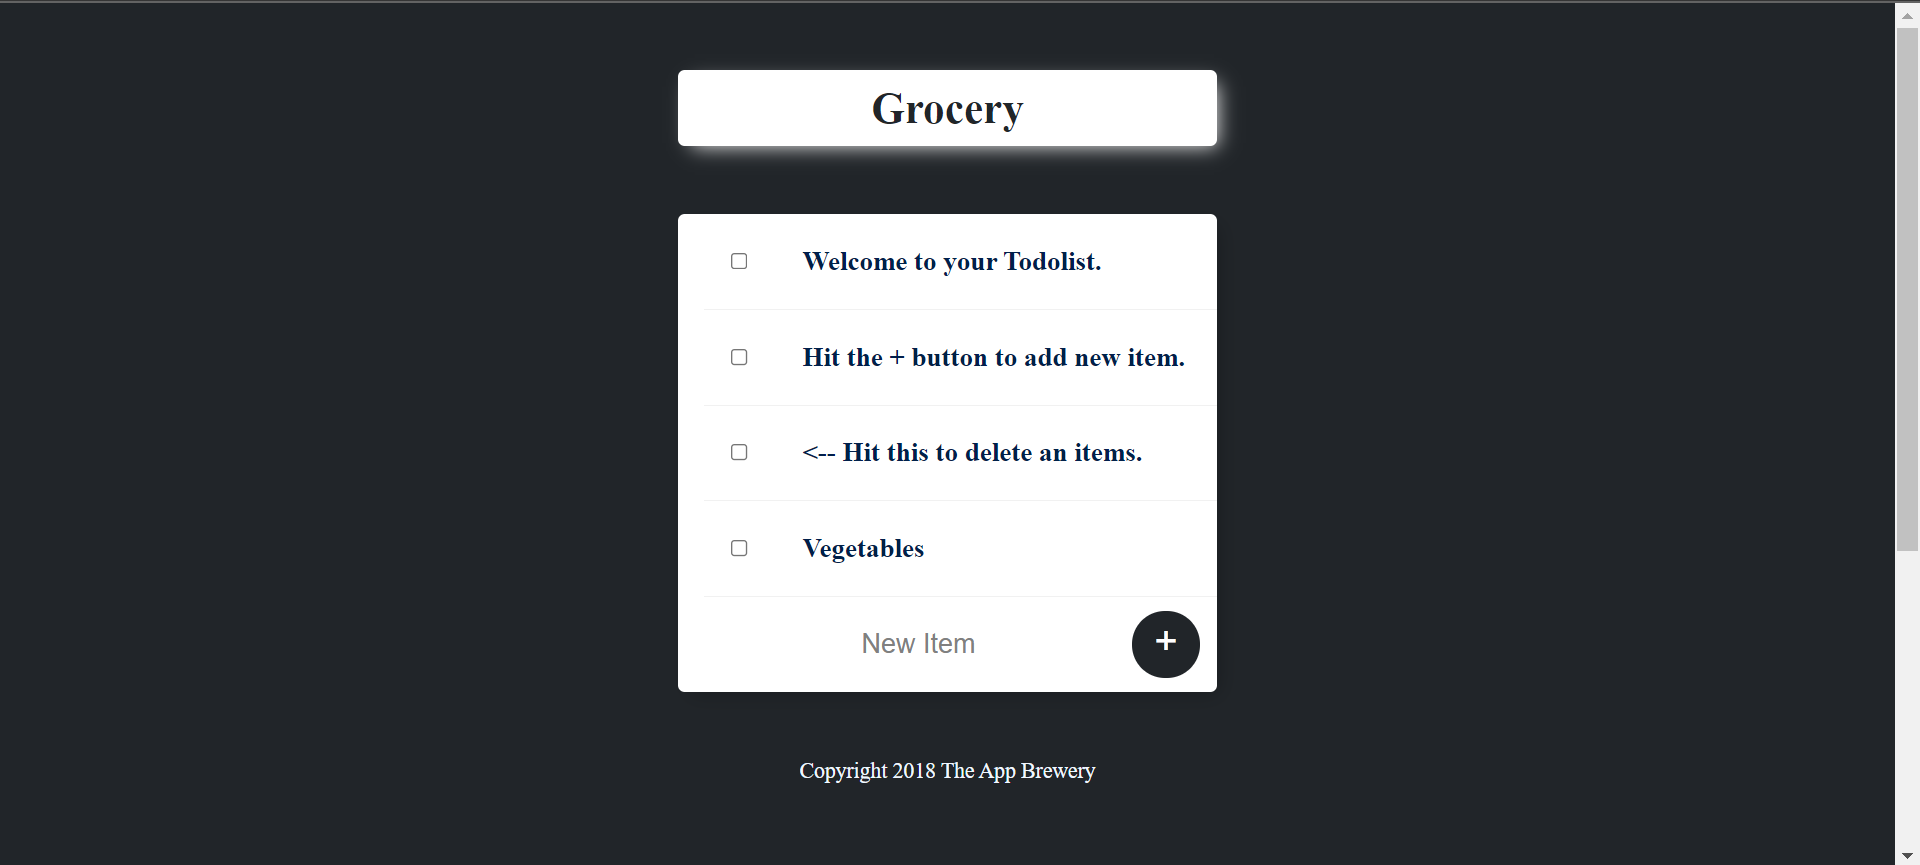 Grocery
Welcome to your Todolist.
Hit the + button to add new item.
<-- Hit this to delete an items.
Vegetables
New Item
+
Copyright 2018 The App Brewery